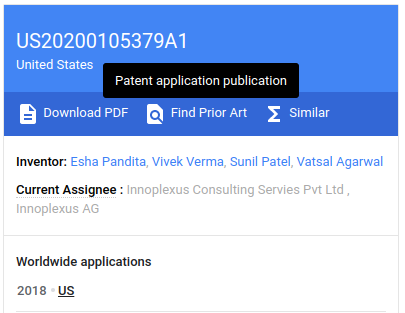 US20200105379A1
United States
Patent application publication
Download PDF Find Prior Art Σ Similar
Inventor: Esha Pandita, Vivek Verma, Sunil Patel, Vatsal Agarwal
Current Assignee : Innoplexus Consulting Servies Pvt Ltd ,
Innoplexus AG
Worldwide applications
2018 • US